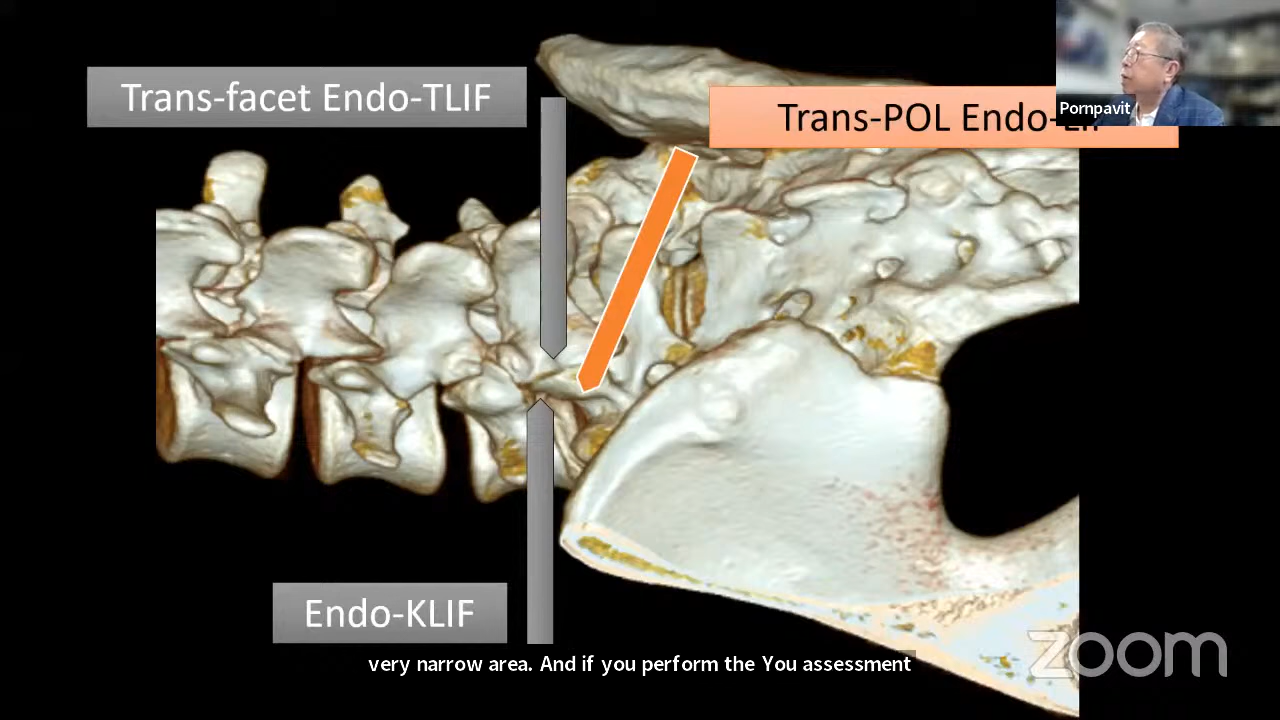 Trans-facet Endo-TLIF
Trans-POL Endo-LIF
Pornpavit
Endo-KLIF
very narrow area. And if you perform the You assessment
zoom